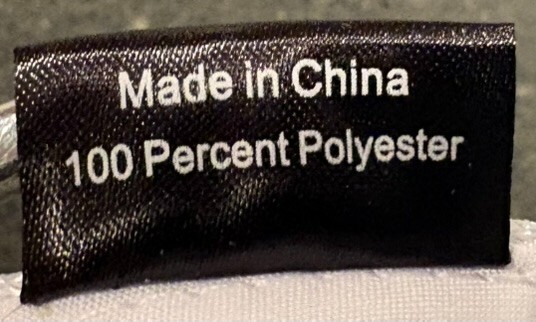 Made in China
100 Percent Polyester